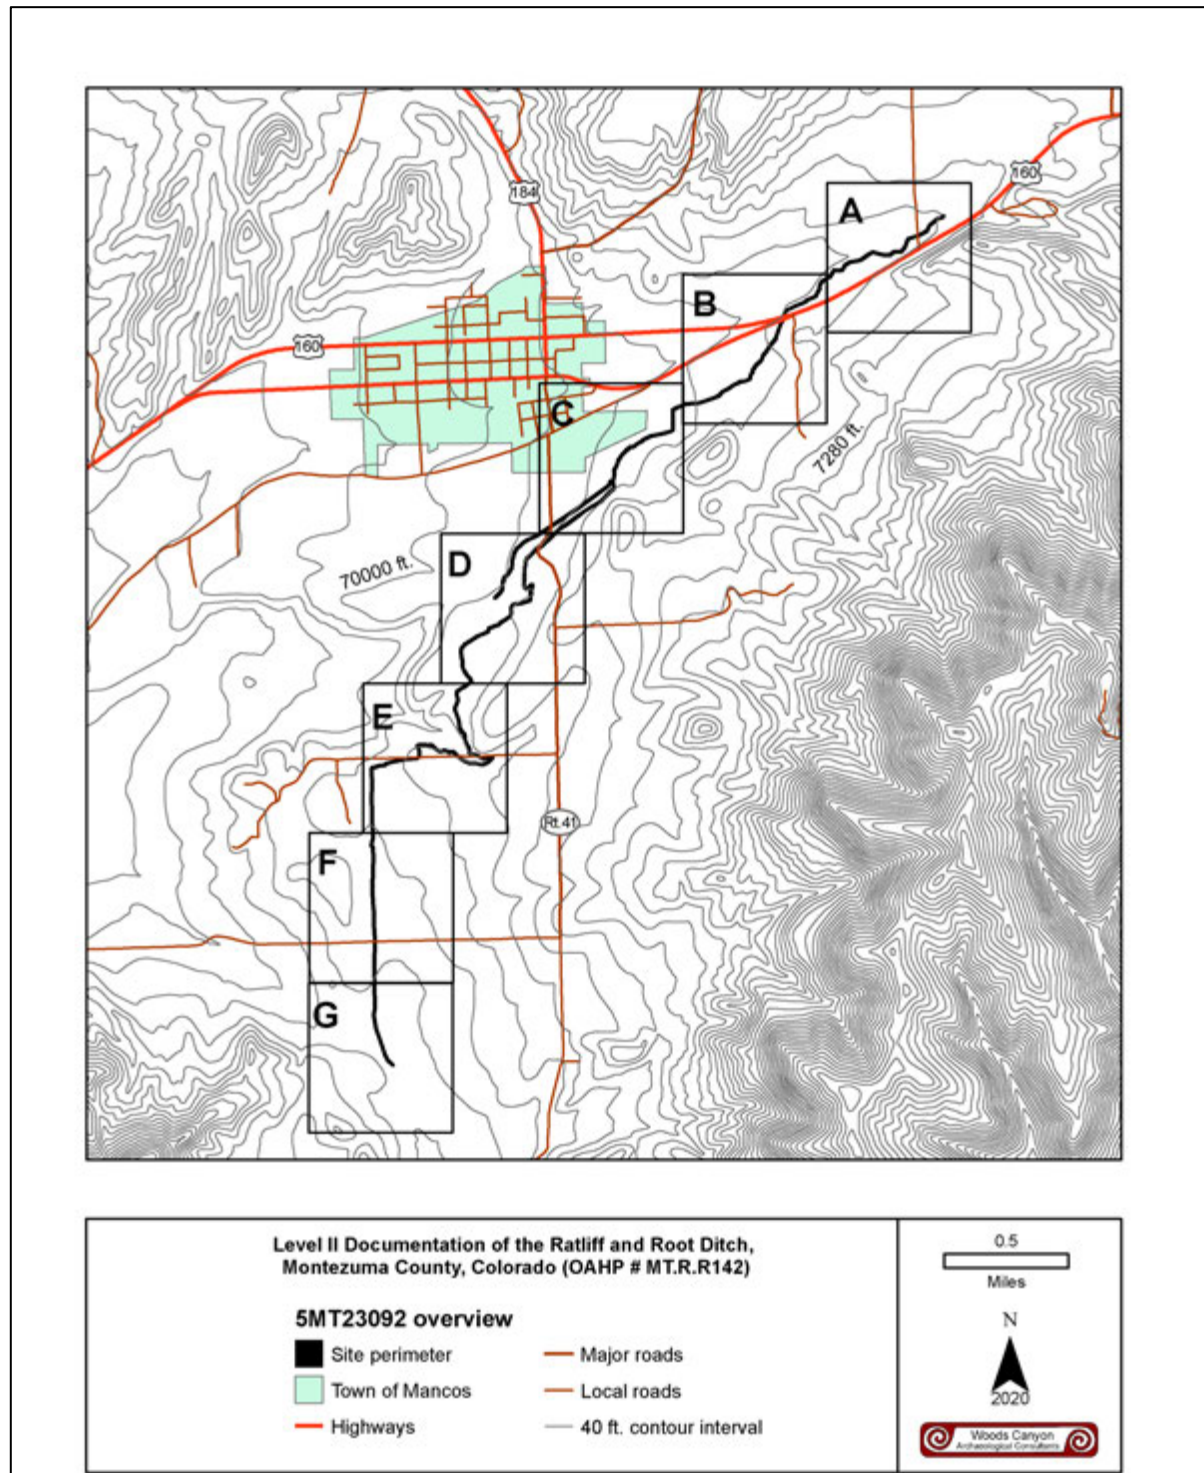 184
160
A
B
160
C
7280 ft.
70000 ft.
D
E
Rt.41
F
G
Level II Documentation of the Ratliff and Root Ditch,
Montezuma County, Colorado (OAHP # MT.R.R142)
5MT23092 overview
Site perimeter
Town of Mancos
Highways
Major roads
Local roads
40 ft. contour interval
0.5
Miles
N
2020
Woods Canyon
Archaeological Consultants